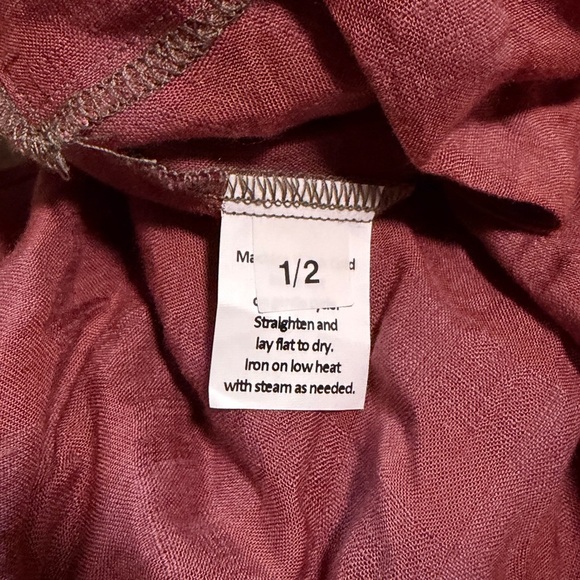 1/2
Straighten and
lay flat to dry.
Iron on low heat
with steam as needed.